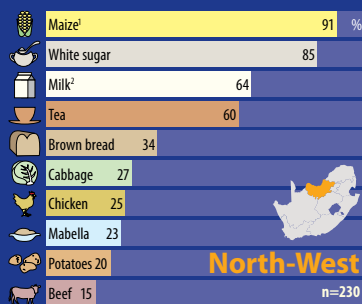 Maize¹ 91 %
White sugar 85
Milk² 64
Tea 60
Brown bread 34
Cabbage 27
Chicken 25
Mabella 23
Potatoes 20
North-West
Beef 15
n=230